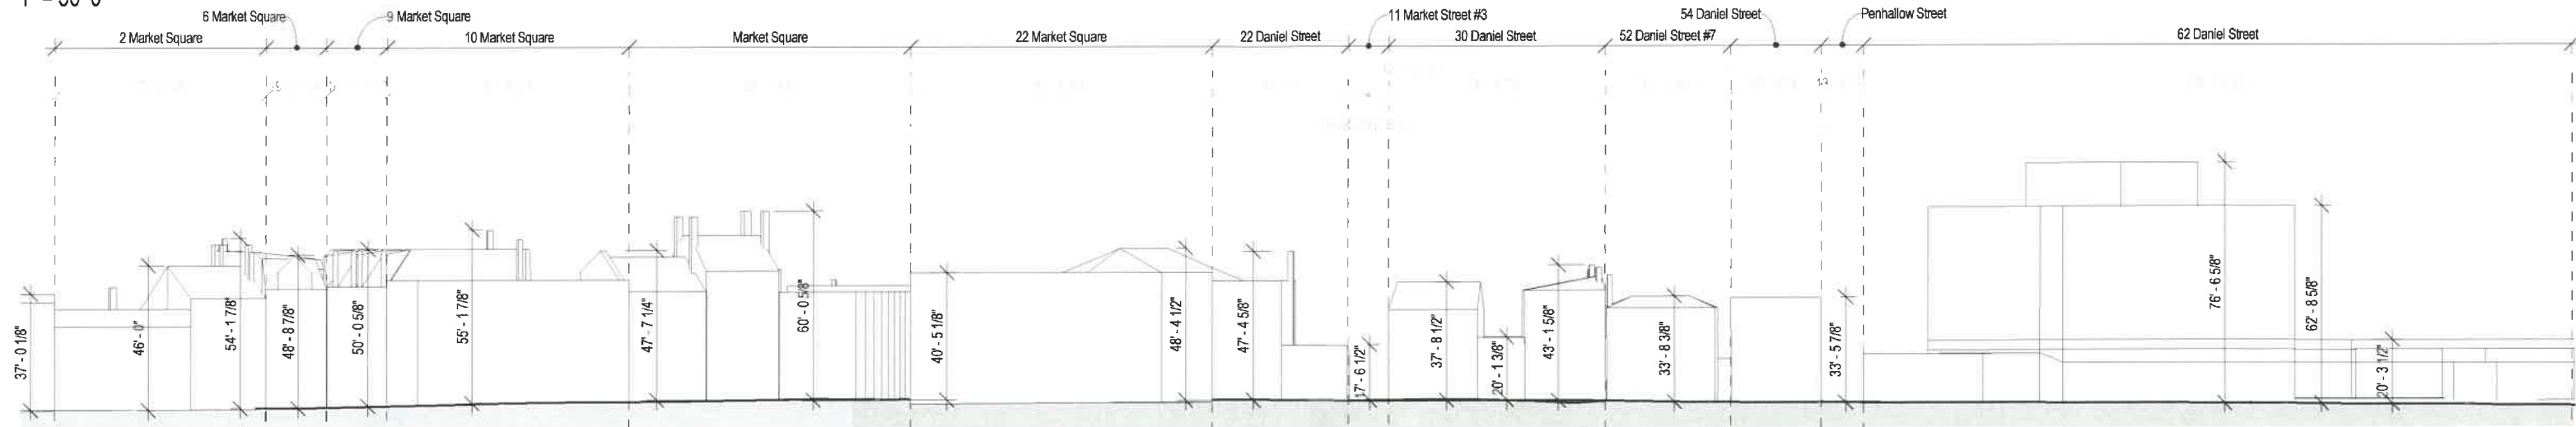 1" = 50'-0"
6 Market Square
9 Market Square
11 Market Street #3
54 Daniel Street
Penhallow Street
2 Market Square
10 Market Square
Market Square
22 Market Square
22 Daniel Street
30 Daniel Street
52 Daniel Street #7
62 Daniel Street
37' - 0 1/8"
46' - 0"
54' - 1 7/8"
48' - 8 7/8"
50' - 0 5/8"
55' - 1 7/8"
47' - 7 1/4"
60' - 0 5/8"
40' - 5 1/8"
48' - 4 1/2"
47' - 4 5/8"
17' - 6 1/2"
37' - 8 1/2"
20' - 1 3/8"
43' - 1 5/8"
33' - 8 3/8"
33' - 5 7/8"
76' - 6 5/8"
62' - 8 5/8"
20' - 3 1/2"